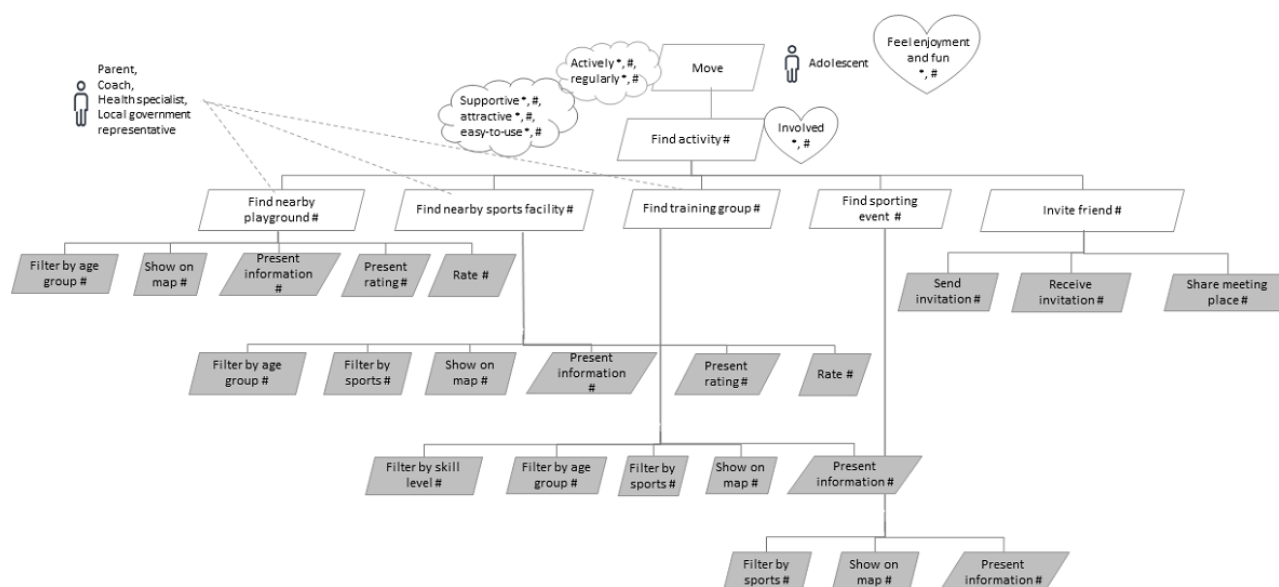 Feel enjoyment
and fun
*, #
Actively *, #,
regularly *, #
Move
Adolescent
Parent,
Coach,
Health specialist,
Local government
representative
Supportive *, #,
attractive *, #,
easy-to-use *, #
Find activity #
Involved
*, #
Find nearby
playground #
Find nearby sports facility #
Find training group #
Find sporting
event #
Invite friend #
Filter by age
group #
Show on
map #
Present
information
#
Present
rating #
Rate #
Send
invitation #
Receive
invitation #
Share meeting
place #
Filter by age
group #
Filter by
sports #
Show on
map #
Present
information
#
Present
rating #
Rate #
Filter by skill
level #
Filter by age
group #
Filter by
sports #
Show on
map #
Present
information #
Filter by
sports #
Show on
map #
Present
information #